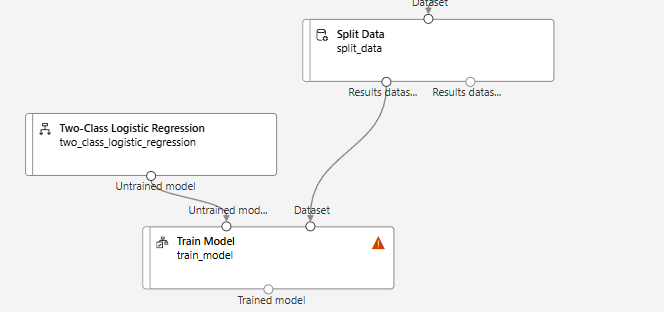 Dataset
Split Data
split_data
Results datas...
Results datas...
Two-Class Logistic Regression
two_class_logistic_regression
Untrained model
Untrained mod...
Dataset
Train Model
train_model
Trained model